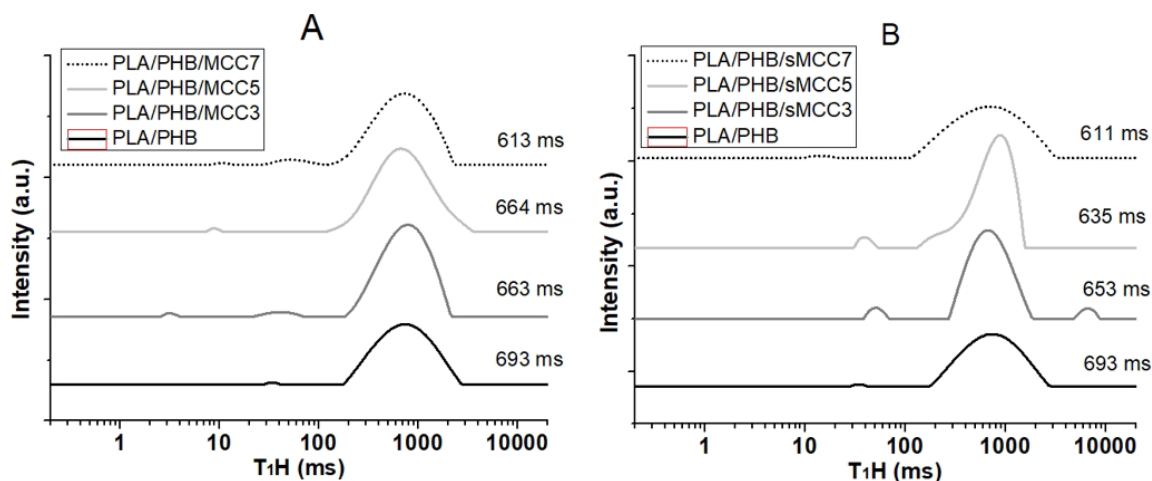 A
PLA/PHB/MCC7
PLA/PHB/MCC5
PLA/PHB/MCC3
PLA/PHB
613 ms
664 ms
663 ms
693 ms
Intensity (a.u.)
1 10 100 1000 10000
T₁H (ms)
B
PLA/PHB/sMCC7
PLA/PHB/sMCC5
PLA/PHB/sMCC3
PLA/PHB
611 ms
635 ms
653 ms
693 ms
Intensity (a.u.)
1 10 100 1000 10000
T₁H (ms)